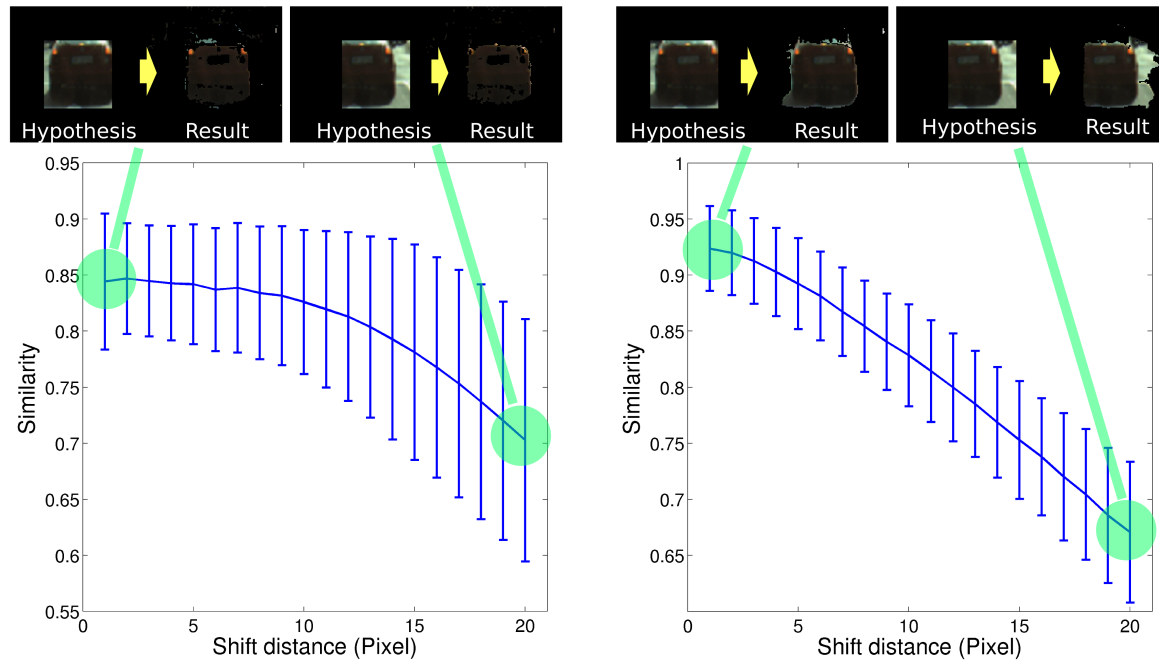 Hypothesis Result
Hypothesis Result
0.95
0.9
0.85
0.8
0.75
0.7
0.65
0.6
0.55
Similarity
0 5 10 15 20
Shift distance (Pixel)
Hypothesis Result
Hypothesis Result
1
0.95
0.9
0.85
0.8
0.75
0.7
0.65
Similarity
0 5 10 15 20
Shift distance (Pixel)